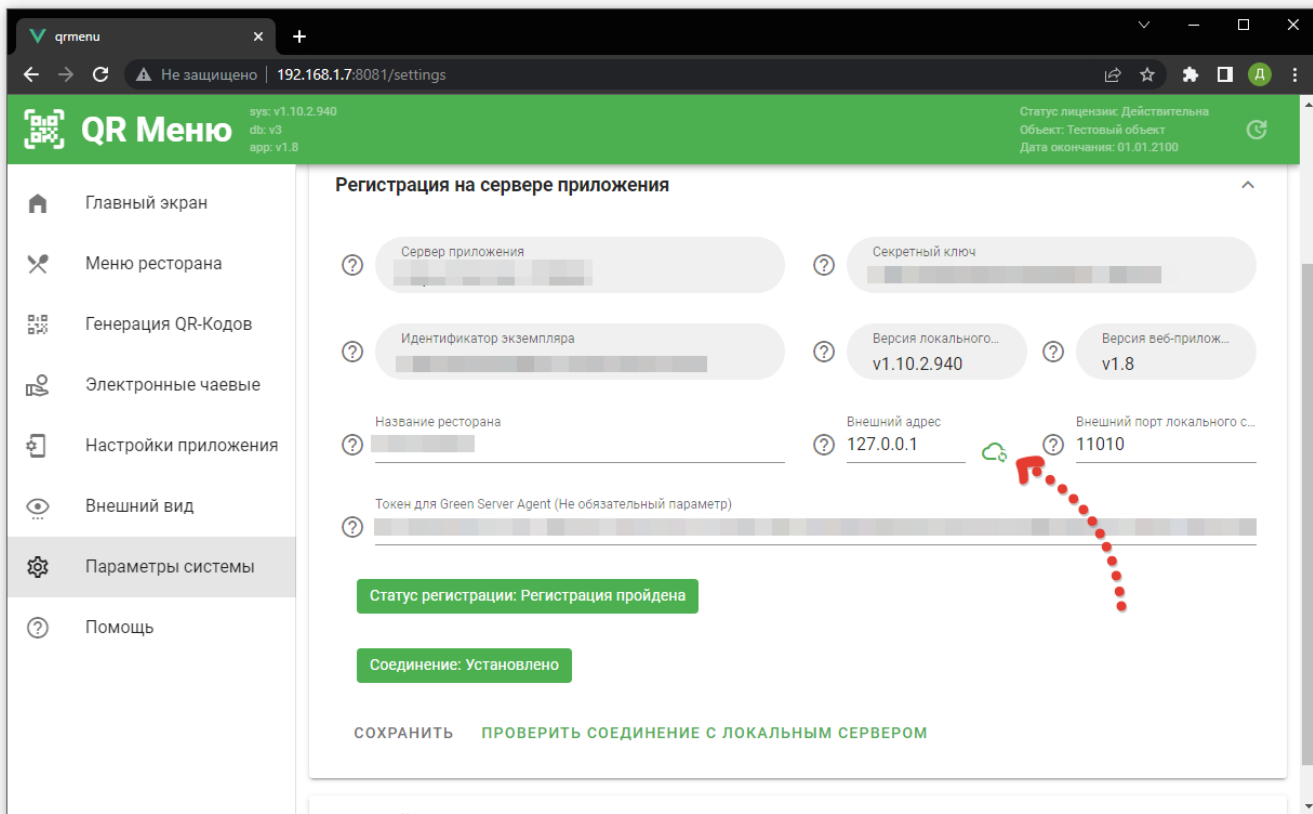 qrmenu
Не защищено | 192.168.1.7:8081/settings
Д
QR Меню
sys: v1.10.2.940
db: v3
app: v1.8
Статус лицензии: Действительна
Объект: Тестовый объект
Дата окончания: 01.01.2100
Главный экран
Меню ресторана
Генерация QR-Кодов
Электронные чаевые
Настройки приложения
Внешний вид
Параметры системы
Помощь
Регистрация на сервере приложения
Сервер приложения
Секретный ключ
Идентификатор экземпляра
Версия локального...
v1.10.2.940
Версия веб-прилож...
v1.8
Название ресторана
Внешний адрес
127.0.0.1
Внешний порт локального с...
11010
Токен для Green Server Agent (Не обязательный параметр)
Статус регистрации: Регистрация пройдена
Соединение: Установлено
СОХРАНИТЬ
ПРОВЕРИТЬ СОЕДИНЕНИЕ С ЛОКАЛЬНЫМ СЕРВЕРОМ